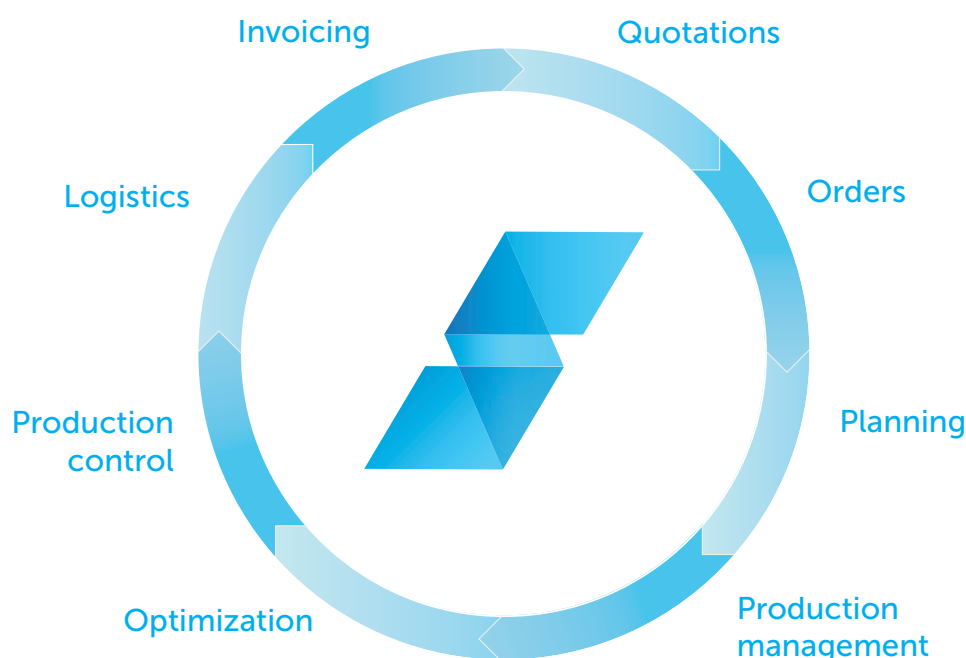 Invoicing
Quotations
Logistics
Orders
Production
control
Planning
Optimization
Production
management